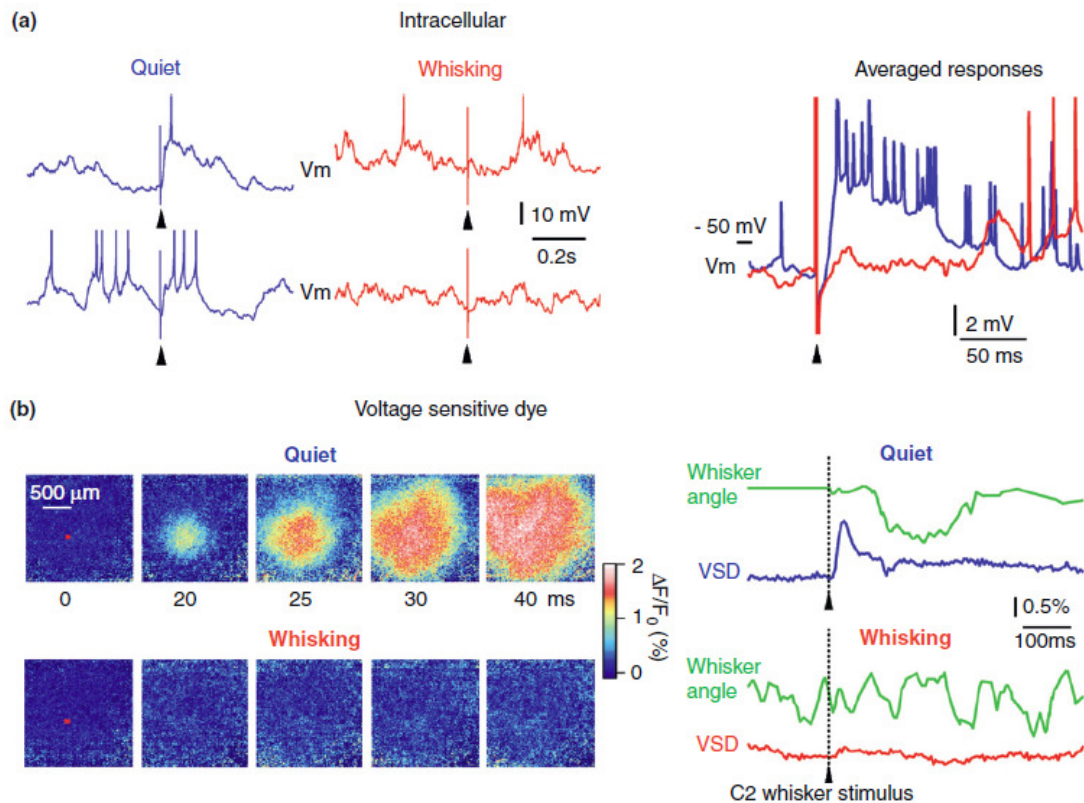 (a)
Intracellular
Quiet
Whisking
Averaged responses
Vm
10 mV
0.2s
Vm
- 50 mV
Vm
2 mV
50 ms
(b)
Voltage sensitive dye
Quiet
500 μm
0
20
25
30
40 ms
2
1
0
ΔF/F0 (%)
Whisking
Quiet
Whisker
angle
VSD
0.5%
100ms
Whisking
Whisker
angle
VSD
C2 whisker stimulus